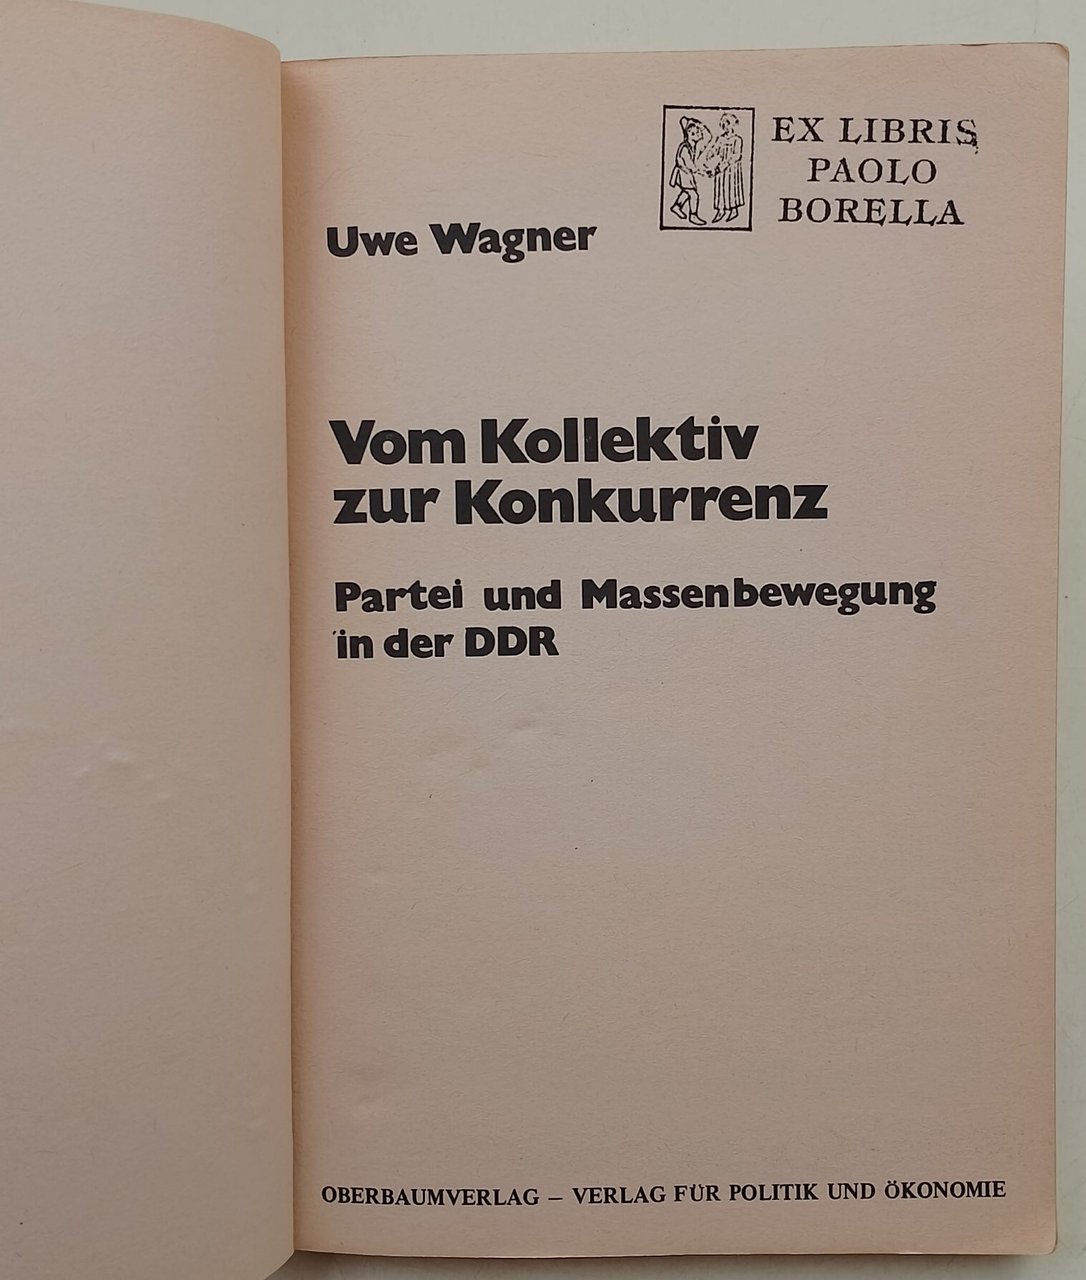 EX LIBRIS
PAOLO
BORELLA
Uwe Wagner
Vom Kollektiv
zur Konkurrenz
Partei und Massenbewegung
in der DDR
OBERBAUMVERLAG – VERLAG FÜR POLITIK UND ÖKONOMIE